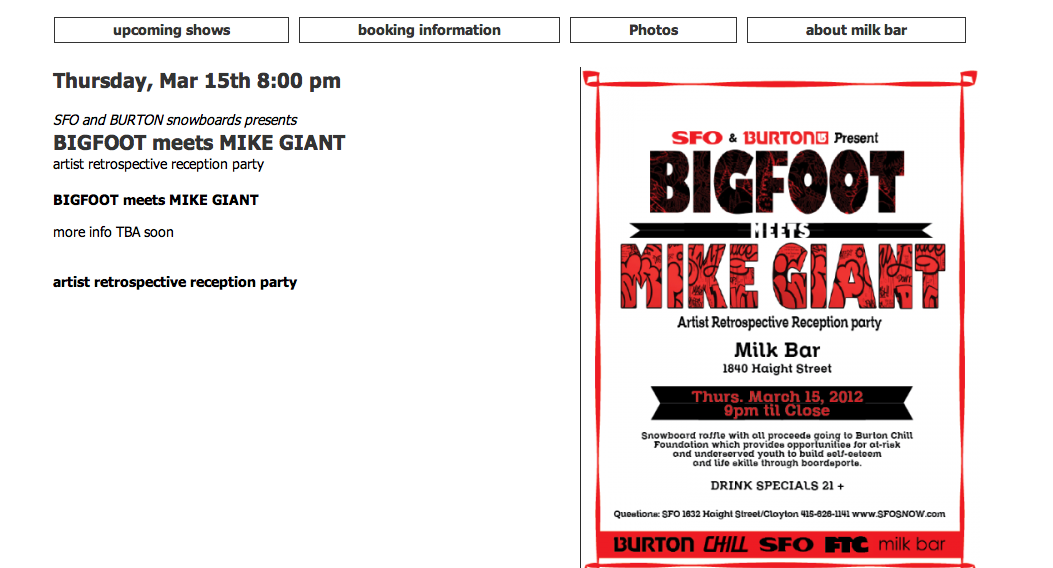 upcoming shows
booking information
Photos
about milk bar
Thursday, Mar 15th 8:00 pm
SFO and BURTON snowboards presents
BIGFOOT meets MIKE GIANT
artist retrospective reception party
BIGFOOT meets MIKE GIANT
more info TBA soon
artist retrospective reception party
SFO & BURTON Present
BIGFOOT
MEETS
MIKE GIANT
Artist Retrospective Reception party
Milk Bar
1840 Haight Street
Thurs. March 15, 2012
9pm til Close
Snowboard raffle with all proceeds going to Burton Chill
Foundation which provides opportunities for at-risk
and underserved youth to build self-esteem
and life skills through boardsports.
DRINK SPECIALS 21 +
Questions: SFO 1632 Haight Street/Clayton 415-626-1141 www.SFOSNOW.com
BURTON CHILL SFO FTC milk bar